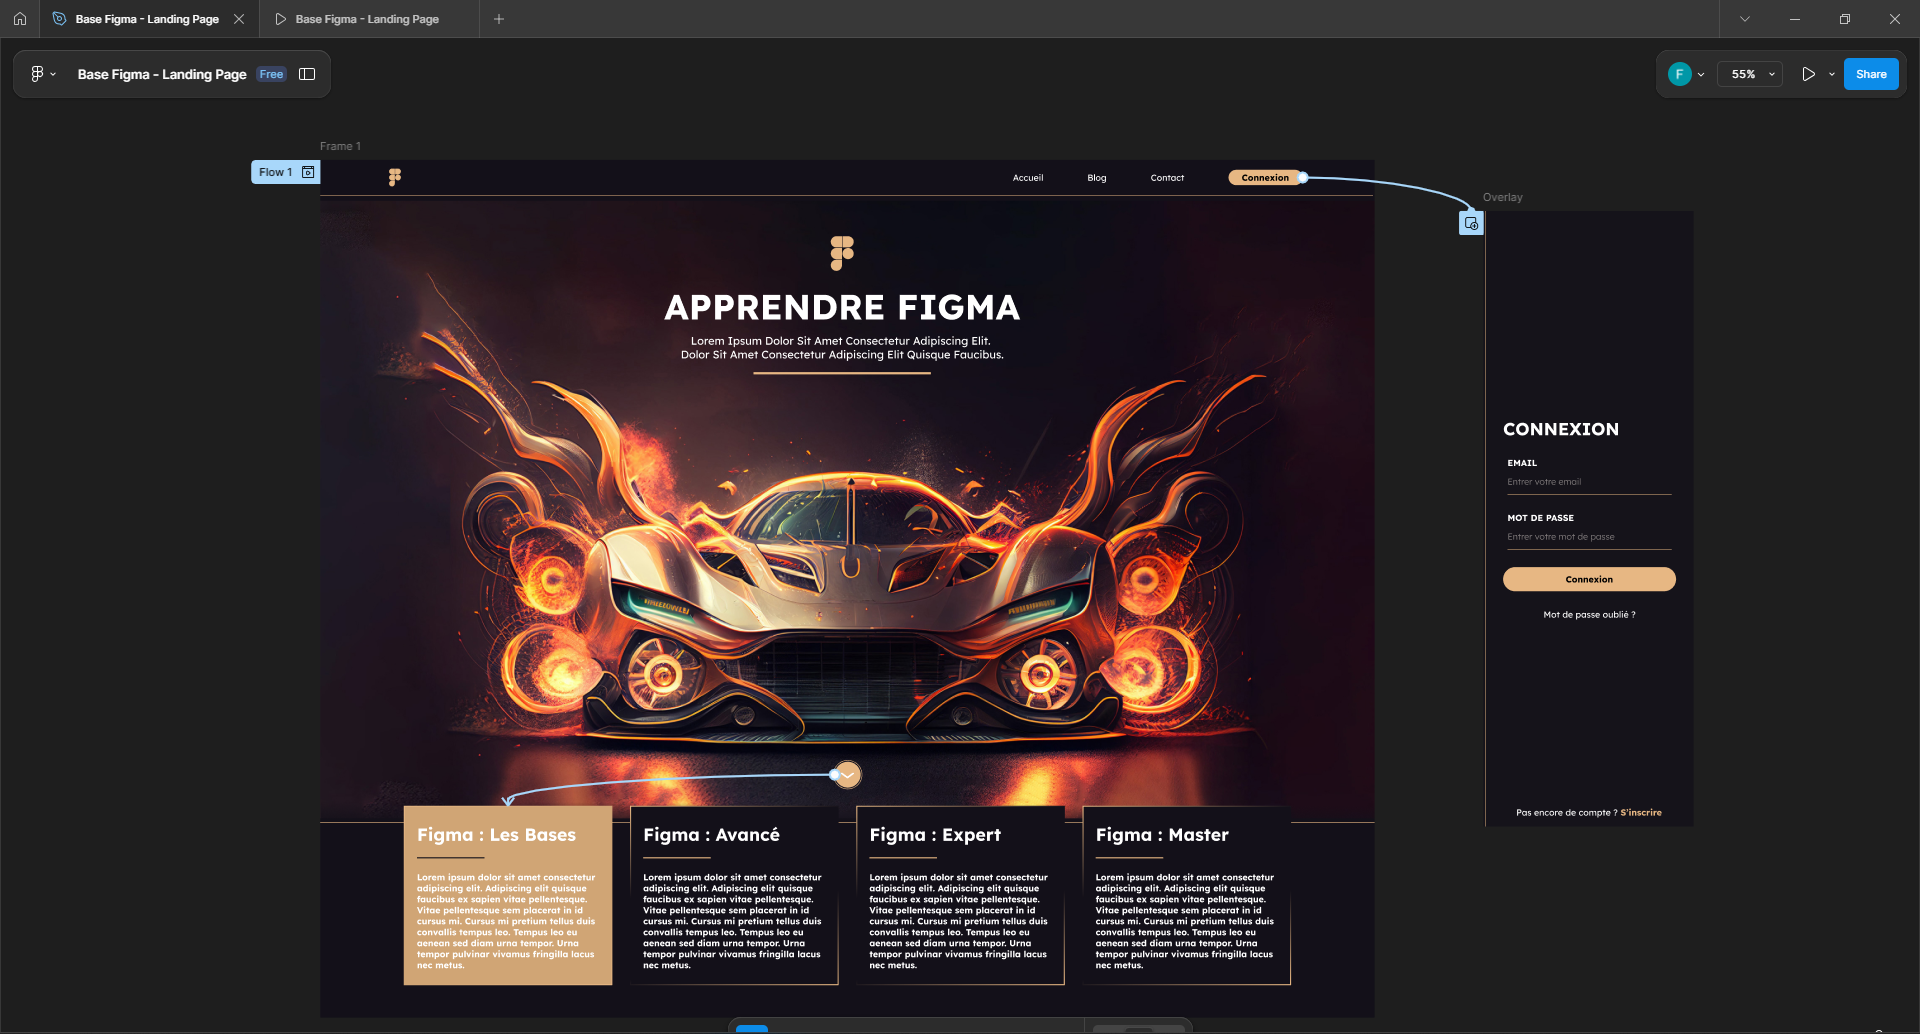 Base Figma - Landing Page
Base Figma - Landing Page
Base Figma - Landing Page Free
F
55%
Share
Frame 1
Flow 1
Accueil
Blog
Contact
Connexion
APPRENDRE FIGMA
Lorem Ipsum Dolor Sit Amet Consectetur Adipiscing Elit.
Dolor Sit Amet Consectetur Adipiscing Elit Quisque Faucibus.
Figma : Les Bases
Lorem ipsum dolor sit amet consectetur
adipiscing elit. Adipiscing elit quisque
faucibus ex sapien vitae pellentesque.
Vitae pellentesque sem placerat in id
cursus mi. Cursus mi pretium tellus duis
convallis tempus leo. Tempus leo eu
aenean sed diam urna tempor. Urna
tempor pulvinar vivamus fringilla lacus
nec metus.
Figma : Avancé
Lorem ipsum dolor sit amet consectetur
adipiscing elit. Adipiscing elit quisque
faucibus ex sapien vitae pellentesque.
Vitae pellentesque sem placerat in id
cursus mi. Cursus mi pretium tellus duis
convallis tempus leo. Tempus leo eu
aenean sed diam urna tempor. Urna
tempor pulvinar vivamus fringilla lacus
nec metus.
Figma : Expert
Lorem ipsum dolor sit amet consectetur
adipiscing elit. Adipiscing elit quisque
faucibus ex sapien vitae pellentesque.
Vitae pellentesque sem placerat in id
cursus mi. Cursus mi pretium tellus duis
convallis tempus leo. Tempus leo eu
aenean sed diam urna tempor. Urna
tempor pulvinar vivamus fringilla lacus
nec metus.
Figma : Master
Lorem ipsum dolor sit amet consectetur
adipiscing elit. Adipiscing elit quisque
faucibus ex sapien vitae pellentesque.
Vitae pellentesque sem placerat in id
cursus mi. Cursus mi pretium tellus duis
convallis tempus leo. Tempus leo eu
aenean sed diam urna tempor. Urna
tempor pulvinar vivamus fringilla lacus
nec metus.
Overlay
CONNEXION
EMAIL
Entrer votre email
MOT DE PASSE
Entrer votre mot de passe
Connexion
Mot de passe oublié ?
Pas encore de compte ? S'inscrire